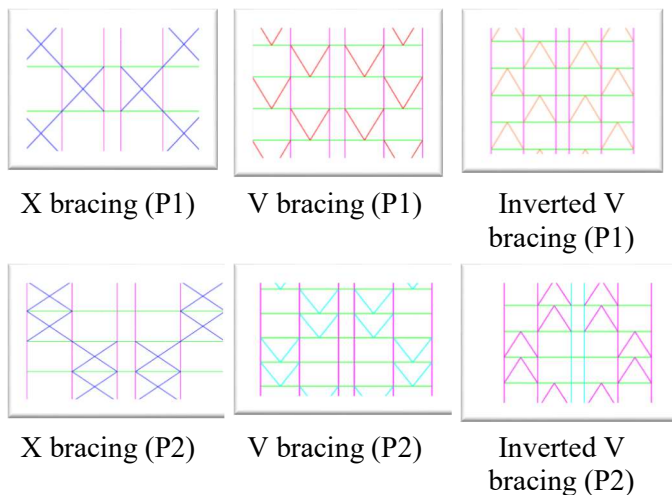 X bracing (P1)
V bracing (P1)
Inverted V
bracing (P1)
X bracing (P2)
V bracing (P2)
Inverted V
bracing (P2)